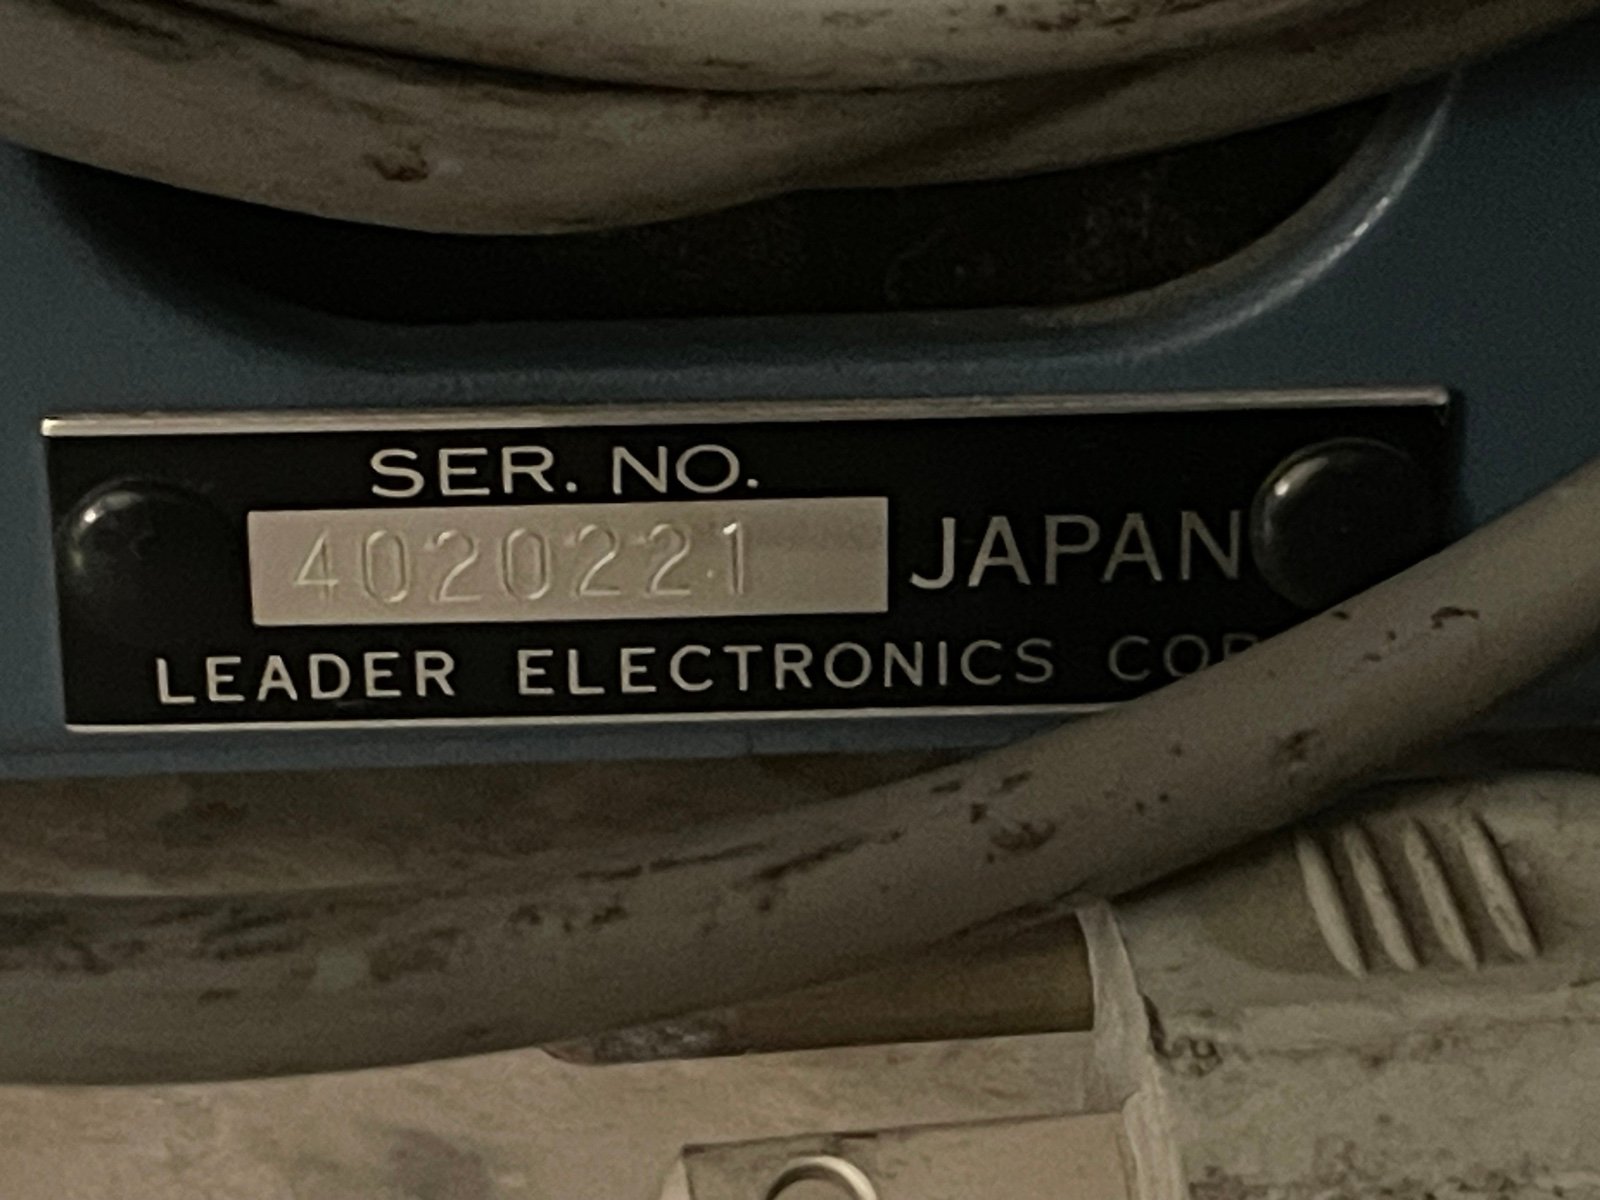 SER. NO.
4020221 JAPAN
LEADER ELECTRONICS